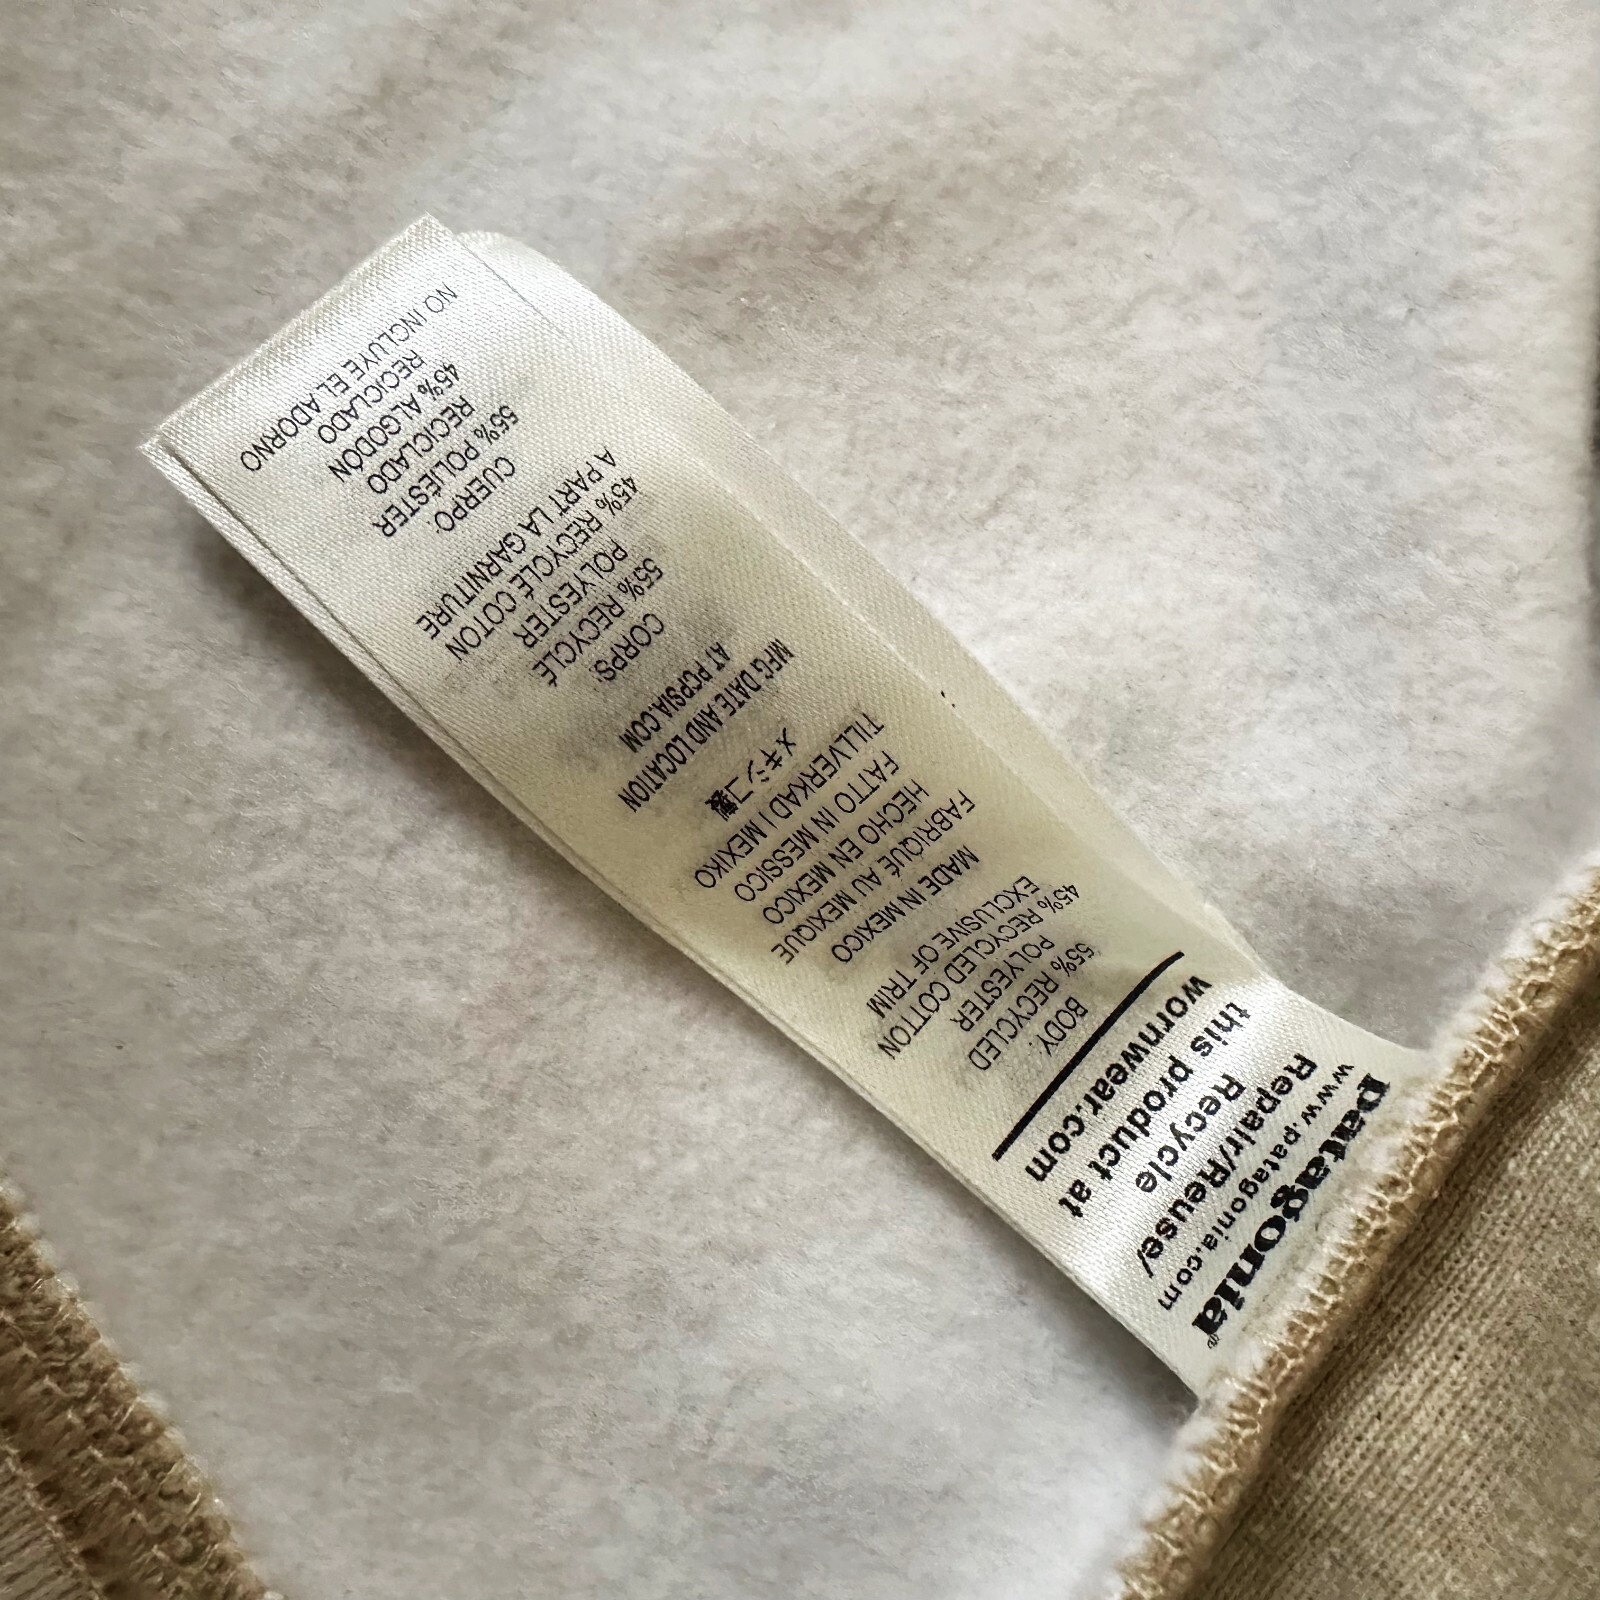 patagonia®
www.patagonia.com
Repair/Reuse/
Recycle
this product at
wornwear.com
BODY:
55% RECYCLED
POLYESTER
45% RECYCLED COTTON
EXCLUSIVE OF TRIM
MADE IN MEXICO
FABRIQUÉ AU MEXIQUE
HECHO EN MÉXICO
FATTO IN MESSICO
TILLVERKAD I MEXIKO
メキシコ製
MFG DATE AND LOCATION
AT PCPSIA.COM
CORPS:
55% RECYCLÉ
POLYESTER
45% RECYCLÉ COTON
A PART LA GARNITURE
CUERPO:
55% POLIÉSTER
RECICLADO
45% ALGODÓN
RECICLADO
NO INCLUYE EL ADORNO